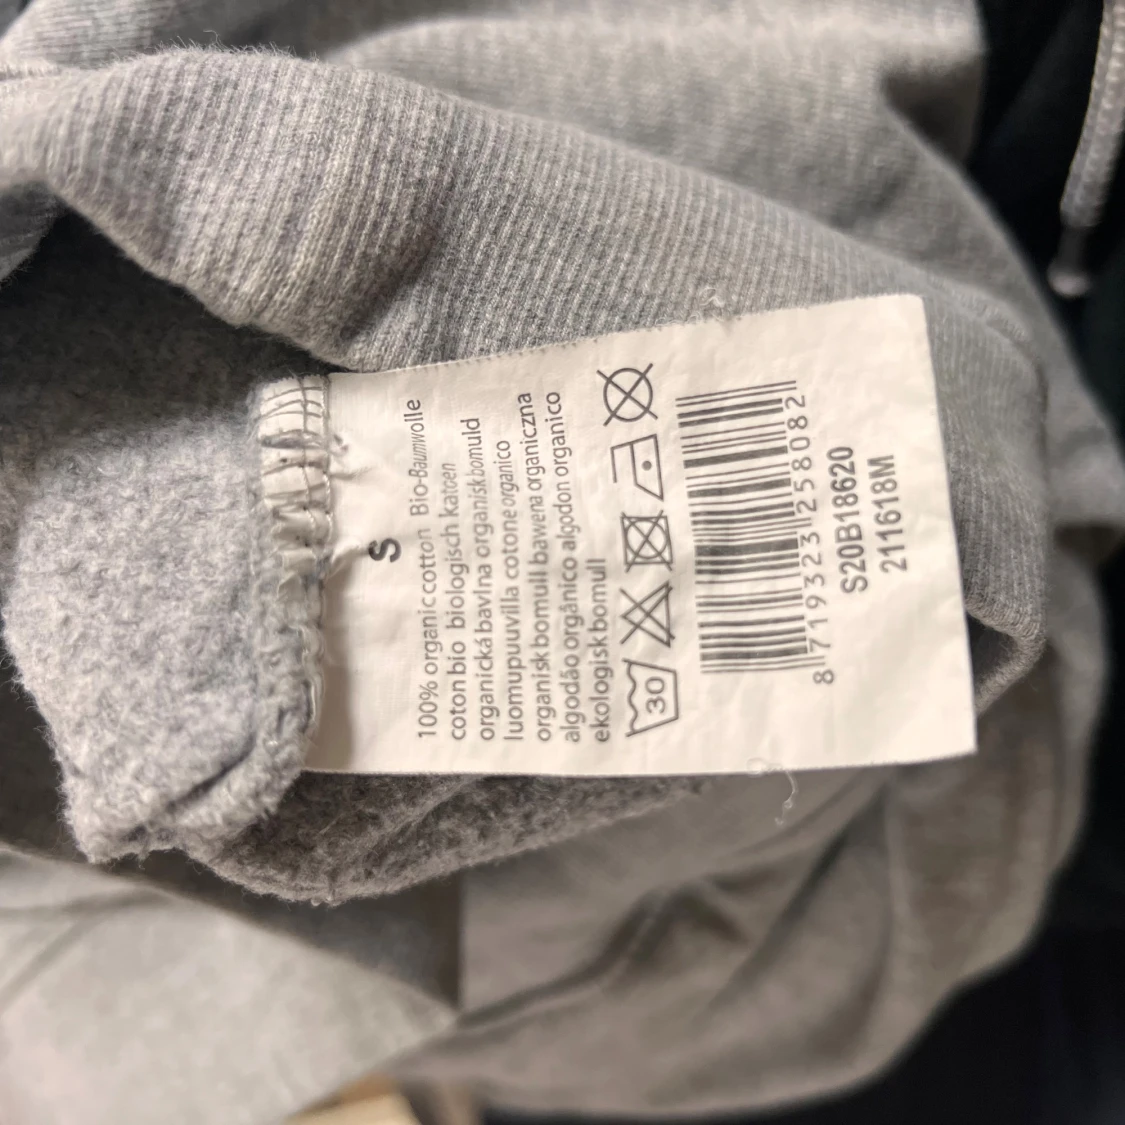 S
100% organic cotton Bio-Baumwolle
coton bio biologisch katoen
organická bavlna organisk bomuld
luomupuuvilla cotone organico
organisk bomull bawena organiczna
algodão orgânico algodon organico
ekologisk bomull
30
8 719323 258082
S20B18620
211618M